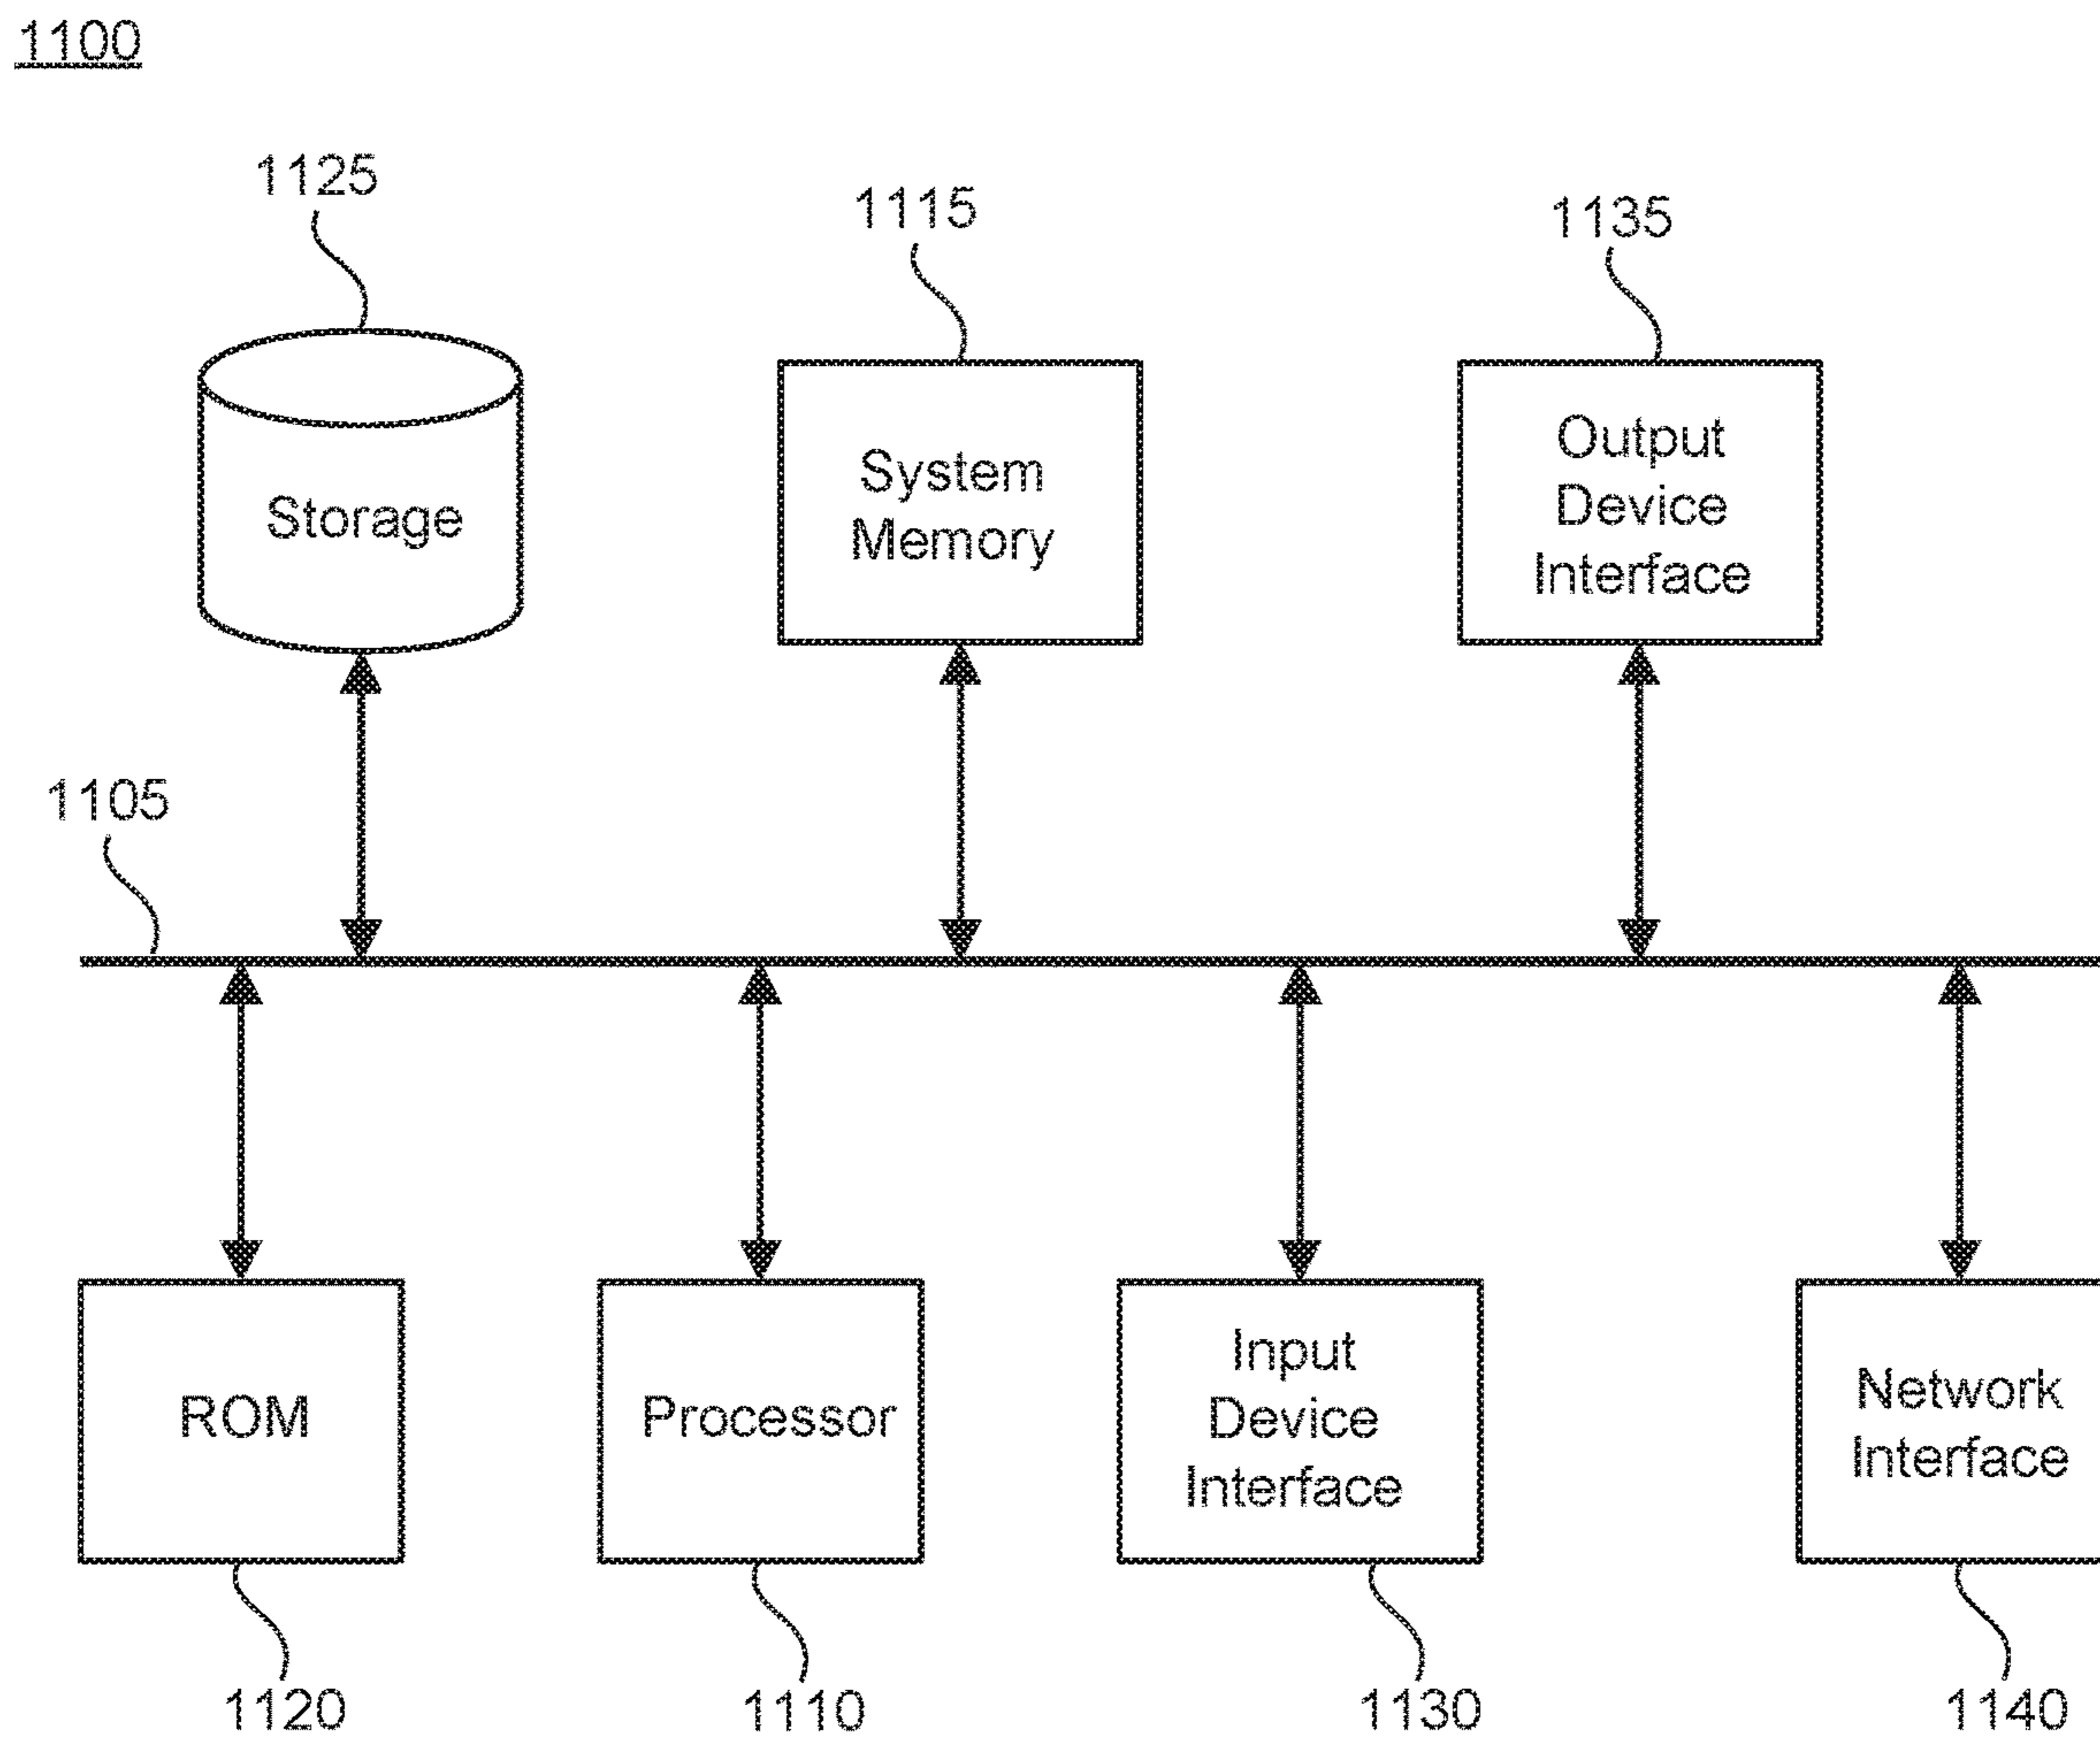 1100
1125
1115
1135
Storage
System
Memory
Output
Device
Interface
1105
ROM
Processor
Input
Device
Interface
Network
Interface
1120
1110
1130
1140